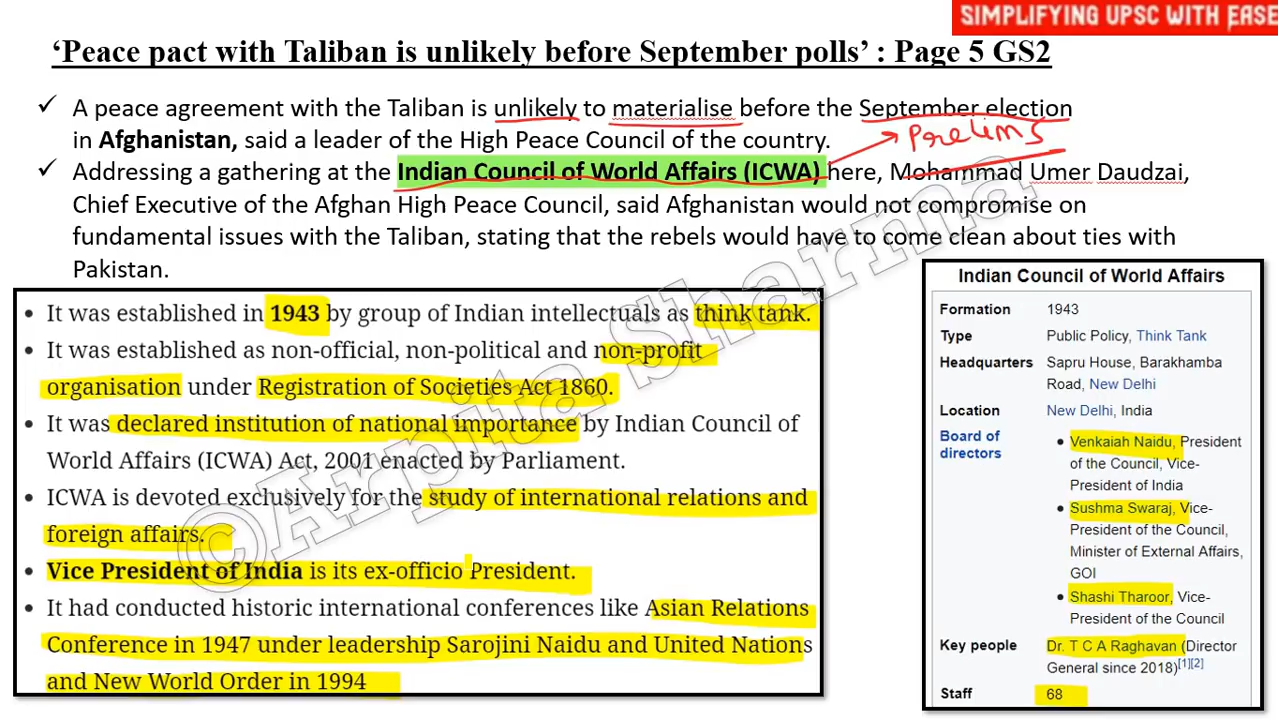 SIMPLIFYING UPSC WITH EASE
‘Peace pact with Taliban is unlikely before September polls’ : Page 5 GS2
✓ A peace agreement with the Taliban is unlikely to materialise before the September election
in Afghanistan, said a leader of the High Peace Council of the country.
Prelims
✓ Addressing a gathering at the Indian Council of World Affairs (ICWA) here, Mohammad Umer Daudzai,
Chief Executive of the Afghan High Peace Council, said Afghanistan would not compromise on
fundamental issues with the Taliban, stating that the rebels would have to come clean about ties with
Pakistan.
• It was established in 1943 by group of Indian intellectuals as think tank.
• It was established as non-official, non-political and non-profit
organisation under Registration of Societies Act 1860.
• It was declared institution of national importance by Indian Council of
World Affairs (ICWA) Act, 2001 enacted by Parliament.
• ICWA is devoted exclusively for the study of international relations and
foreign affairs.
• Vice President of India is its ex-officio President.
• It had conducted historic international conferences like Asian Relations
Conference in 1947 under leadership Sarojini Naidu and United Nations
and New World Order in 1994
Indian Council of World Affairs
Formation 1943
Type Public Policy, Think Tank
Headquarters Sapru House, Barakhamba
Road, New Delhi
Location New Delhi, India
Board of directors
• Venkaiah Naidu, President
of the Council, Vice-
President of India
• Sushma Swaraj, Vice-
President of the Council,
Minister of External Affairs,
GOI
• Shashi Tharoor, Vice-
President of the Council
Key people Dr. T C A Raghavan (Director
General since 2018)[1][2]
Staff 68
©Arpita Sharma